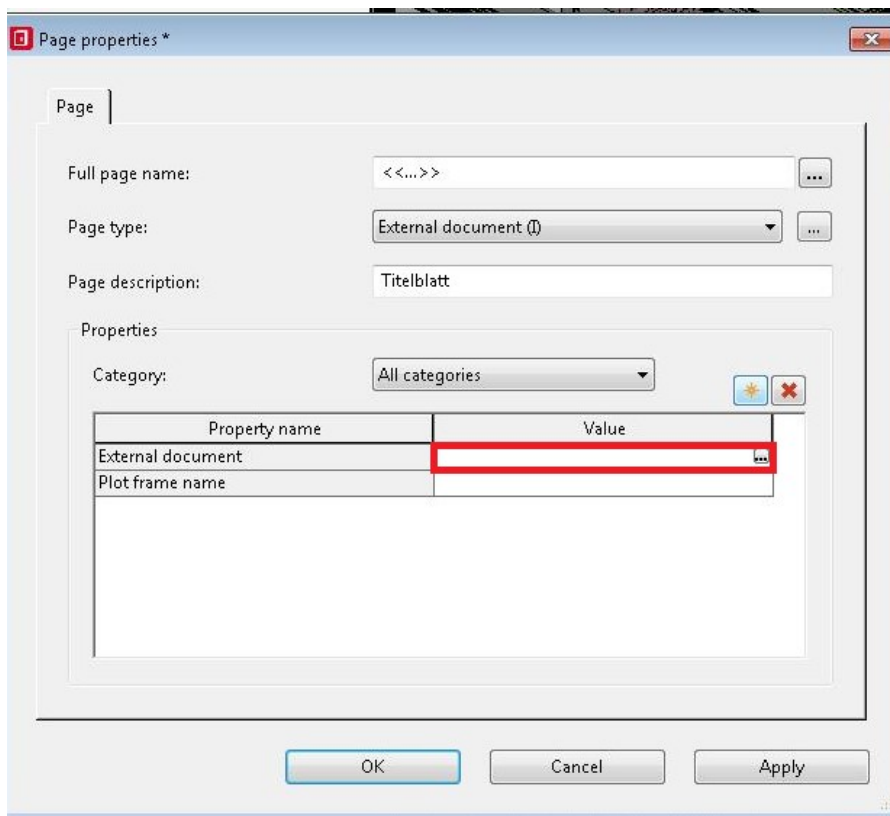 Page properties *
Page
Full page name: <<...>> ...
Page type: External document (I) ...
Page description: Titelblatt
Properties
Category: All categories
Property name Value
External document ...
Plot frame name
OK Cancel Apply